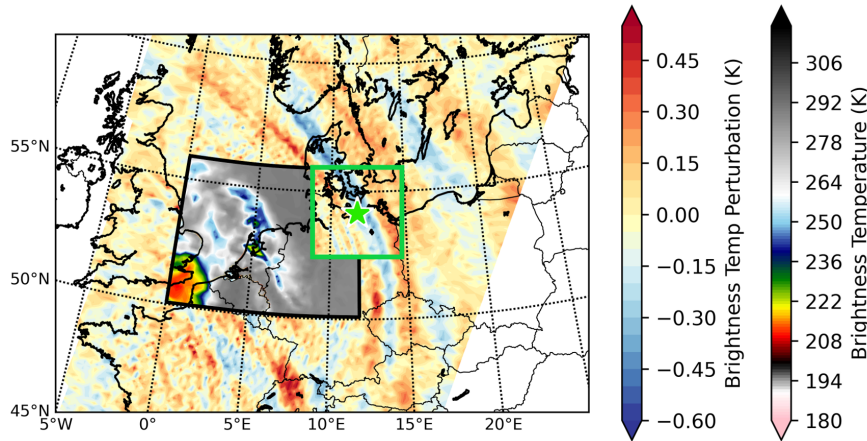 55°N
50°N
45°N
5°W
0°
5°E
10°E
15°E
20°E
0.45
0.30
0.15
0.00
−0.15
−0.30
−0.45
−0.60
Brightness Temp Perturbation (K)
306
292
278
264
250
236
222
208
194
180
Brightness Temperature (K)